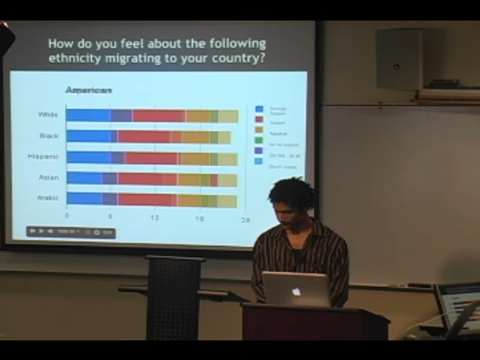 How do you feel about the following
ethnicity migrating to your country?
American
White
Black
Hispanic
Asian
Arabic
0
6
12
18